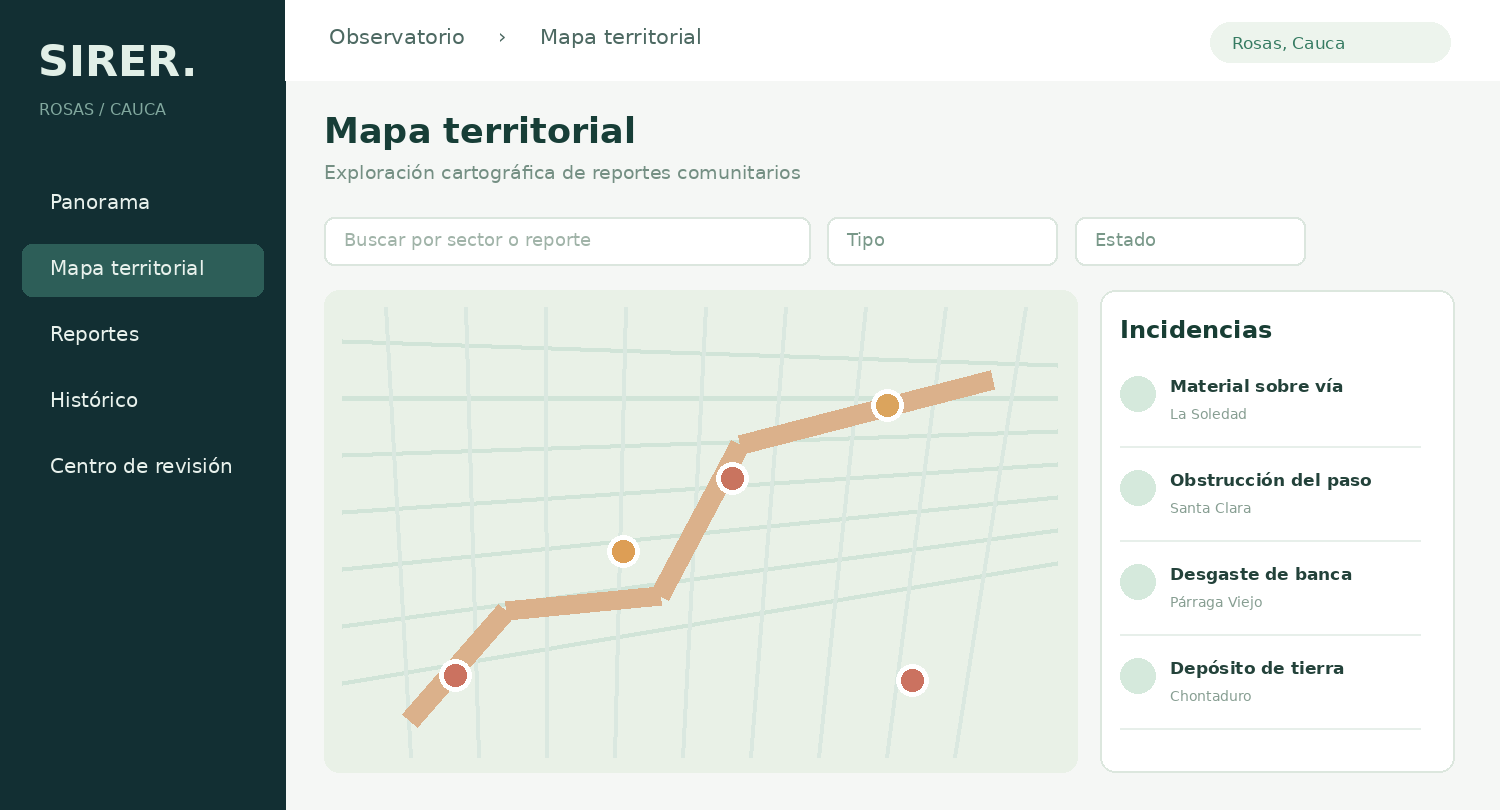 SIRER.
ROSAS / CAUCA
Panorama
Mapa territorial
Reportes
Histórico
Centro de revisión
Observatorio › Mapa territorial
Rosas, Cauca
Mapa territorial
Exploración cartográfica de reportes comunitarios
Buscar por sector o reporte
Tipo
Estado
Incidencias
Material sobre vía
La Soledad
Obstrucción del paso
Santa Clara
Desgaste de banca
Párraga Viejo
Depósito de tierra
Chontaduro